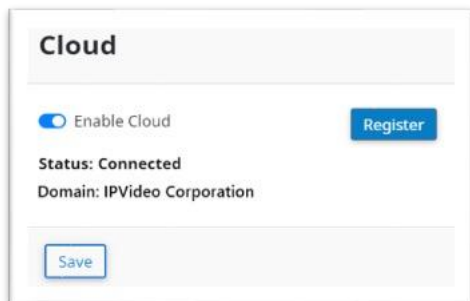 Cloud
Enable Cloud
Register
Status: Connected
Domain: IPVideo Corporation
Save